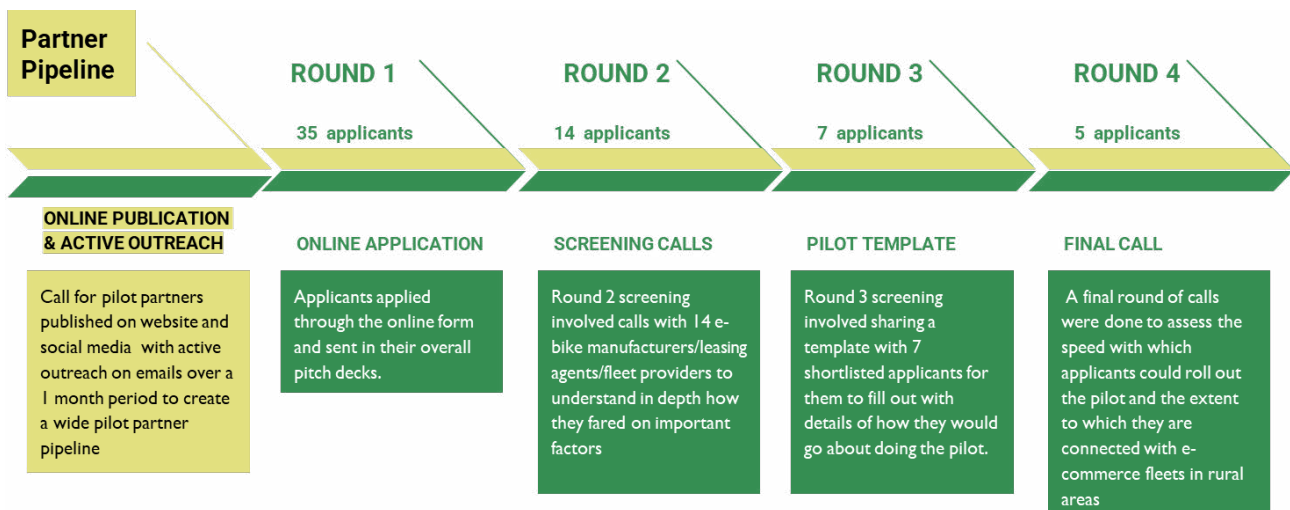 Partner
Pipeline
ROUND 1
ROUND 2
ROUND 3
ROUND 4
35 applicants
14 applicants
7 applicants
5 applicants
ONLINE PUBLICATION
& ACTIVE OUTREACH
ONLINE APPLICATION
SCREENING CALLS
PILOT TEMPLATE
FINAL CALL
Call for pilot partners
published on website and
social media with active
outreach on emails over a
1 month period to create
a wide pilot partner
pipeline
Applicants applied
through the online form
and sent in their overall
pitch decks.
Round 2 screening
involved calls with 14 e-
bike manufacturers/leasing
agents/fleet providers to
understand in depth how
they fared on important
factors
Round 3 screening
involved sharing a
template with 7
shortlisted applicants for
them to fill out with
details of how they would
go about doing the pilot.
A final round of calls
were done to assess the
speed with which
applicants could roll out
the pilot and the extent
to which they are
connected with e-
commerce fleets in rural
areas